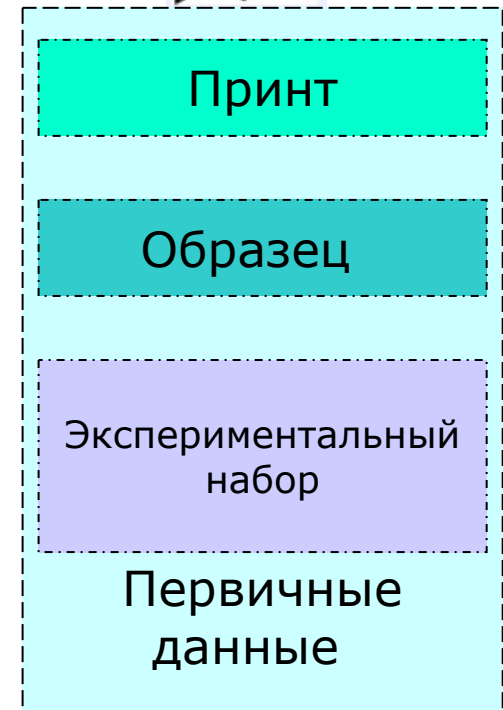 Принт
Образец
Экспериментальный
набор
Первичные
данные